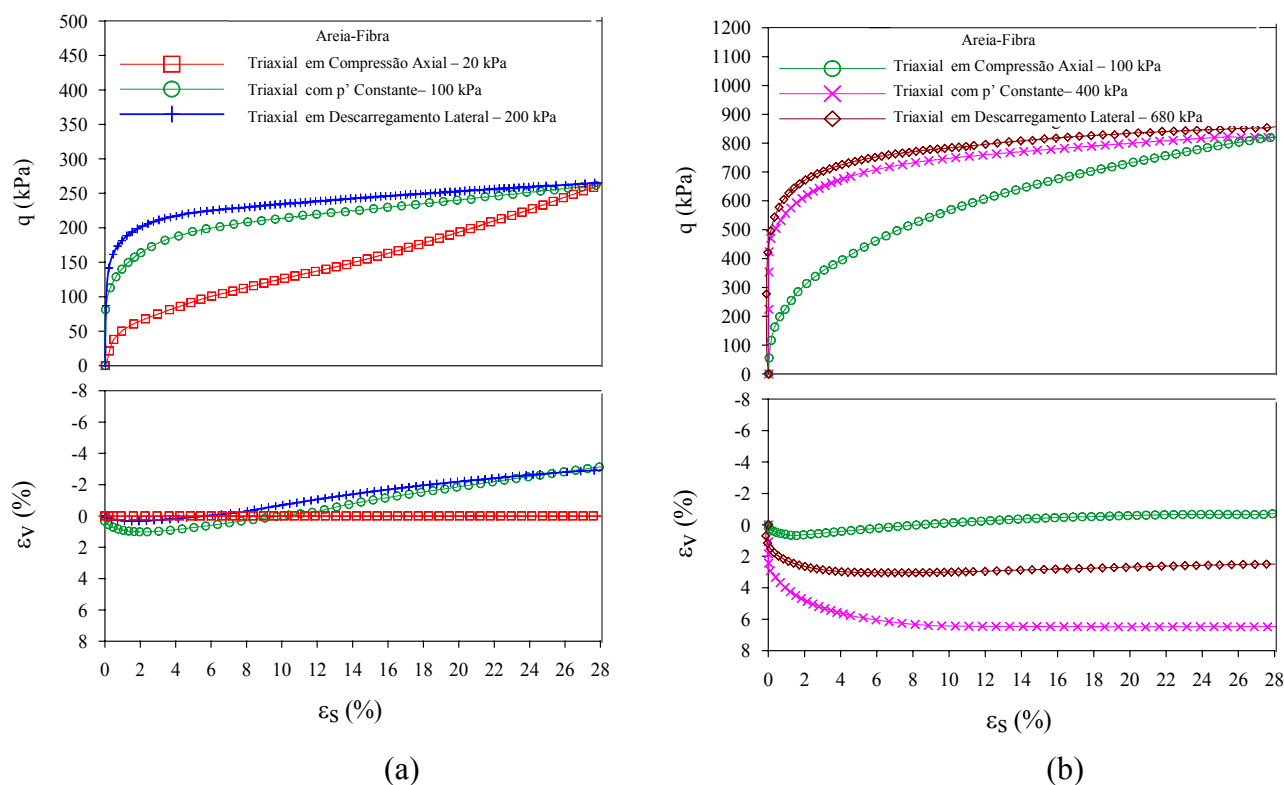 Areia-Fibra
Triaxial em Compressão Axial – 20 kPa
Triaxial com p' Constante– 100 kPa
Triaxial em Descarregamento Lateral – 200 kPa
q (kPa)
500
450
400
350
300
250
200
150
100
50
0
εv (%)
-8
-6
-4
-2
0
2
4
6
8
0 2 4 6 8 10 12 14 16 18 20 22 24 26 28
εs (%)
(a)
Areia-Fibra
Triaxial em Compressão Axial – 100 kPa
Triaxial com p' Constante– 400 kPa
Triaxial em Descarregamento Lateral – 680 kPa
q (kPa)
1200
1100
1000
900
800
700
600
500
400
300
200
100
0
εv (%)
-8
-6
-4
-2
0
2
4
6
8
0 2 4 6 8 10 12 14 16 18 20 22 24 26 28
εs (%)
(b)